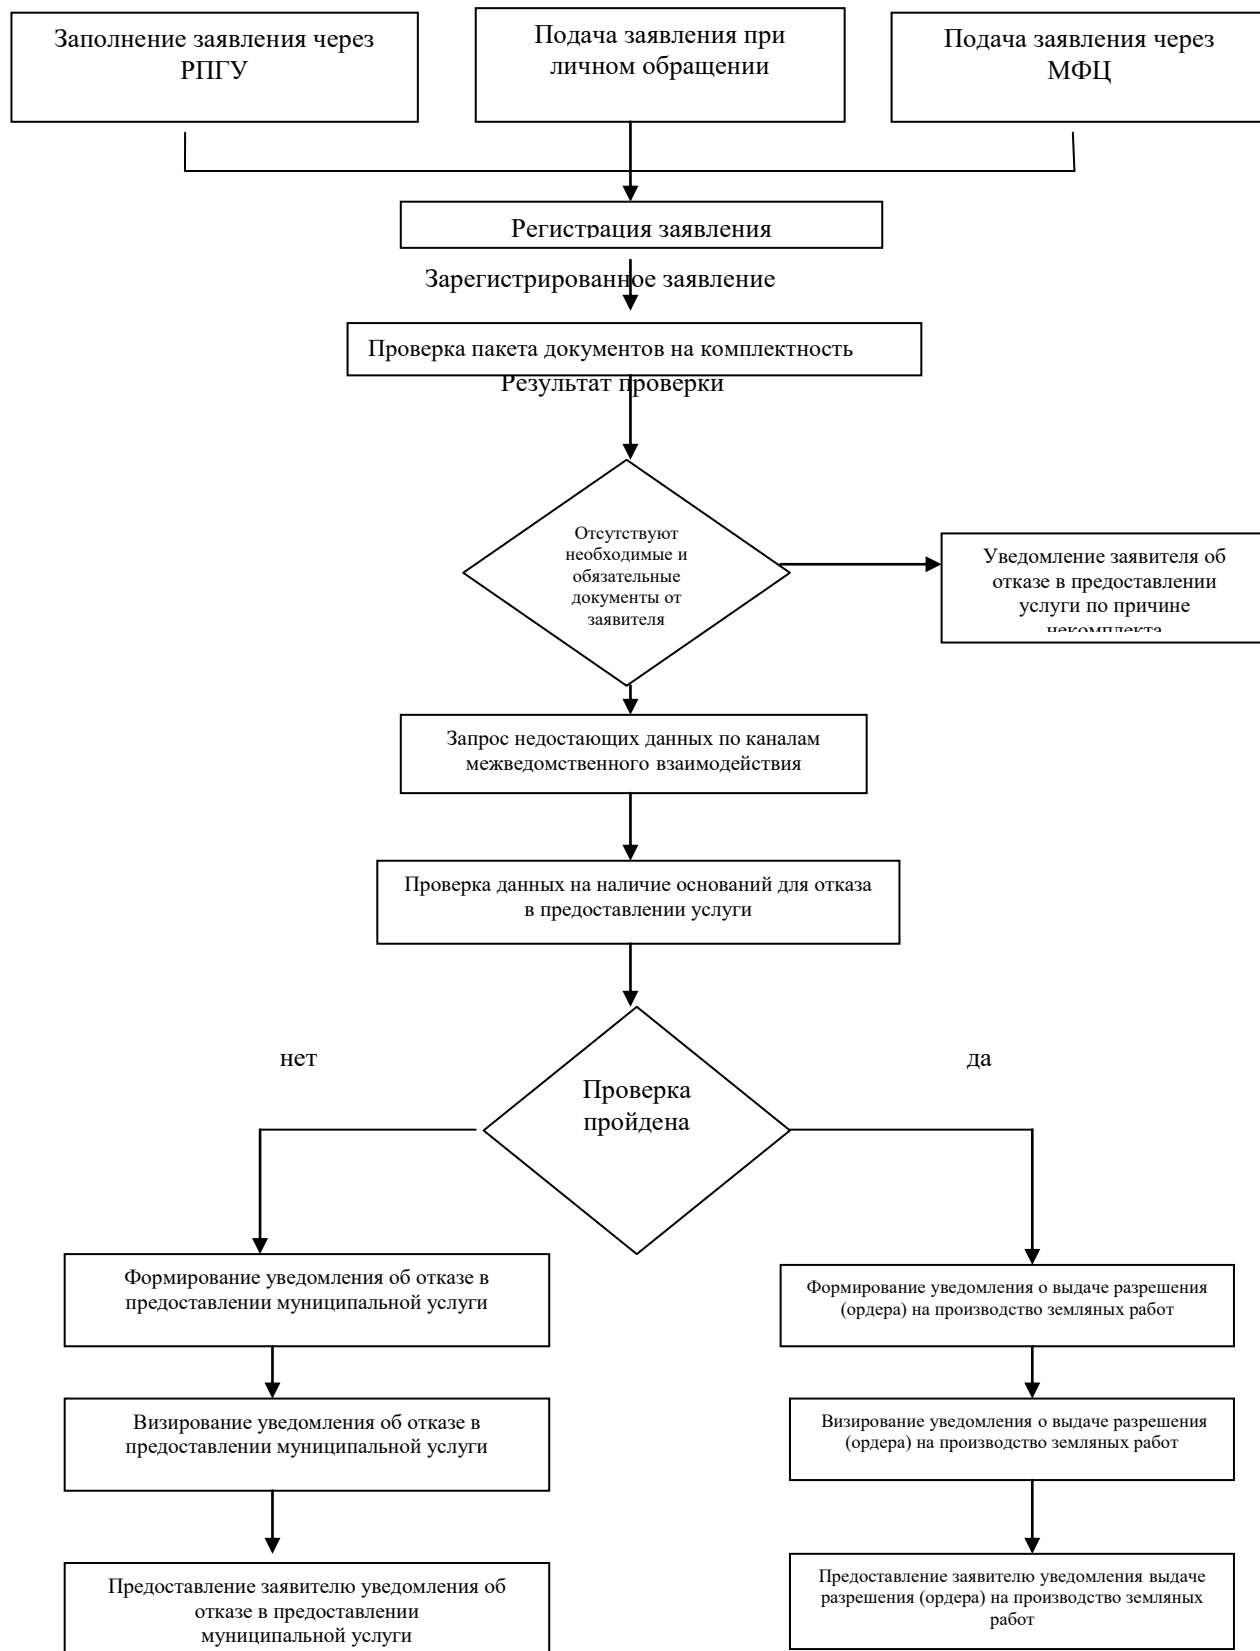 Заполнение заявления через
РПГУ
Подача заявления при
личном обращении
Подача заявления через
МФЦ
Регистрация заявления
Зарегистрированное заявление
Проверка пакета документов на комплектность
Результат проверки
Отсутствуют
необходимые и
обязательные
документы от
заявителя
Уведомление заявителя об
отказе в предоставлении
услуги по причине
некомплекта
Запрос недостающих данных по каналам
межведомственного взаимодействия
Проверка данных на наличие оснований для отказа
в предоставлении услуги
нет
да
Проверка
пройдена
Формирование уведомления об отказе в
предоставлении муниципальной услуги
Формирование уведомления о выдаче разрешения
(ордера) на производство земляных работ
Визирование уведомления об отказе в
предоставлении муниципальной услуги
Визирование уведомления о выдаче разрешения
(ордера) на производство земляных работ
Предоставление заявителю уведомления об
отказе в предоставлении
муниципальной услуги
Предоставление заявителю уведомления выдаче
разрешения (ордера) на производство земляных
работ